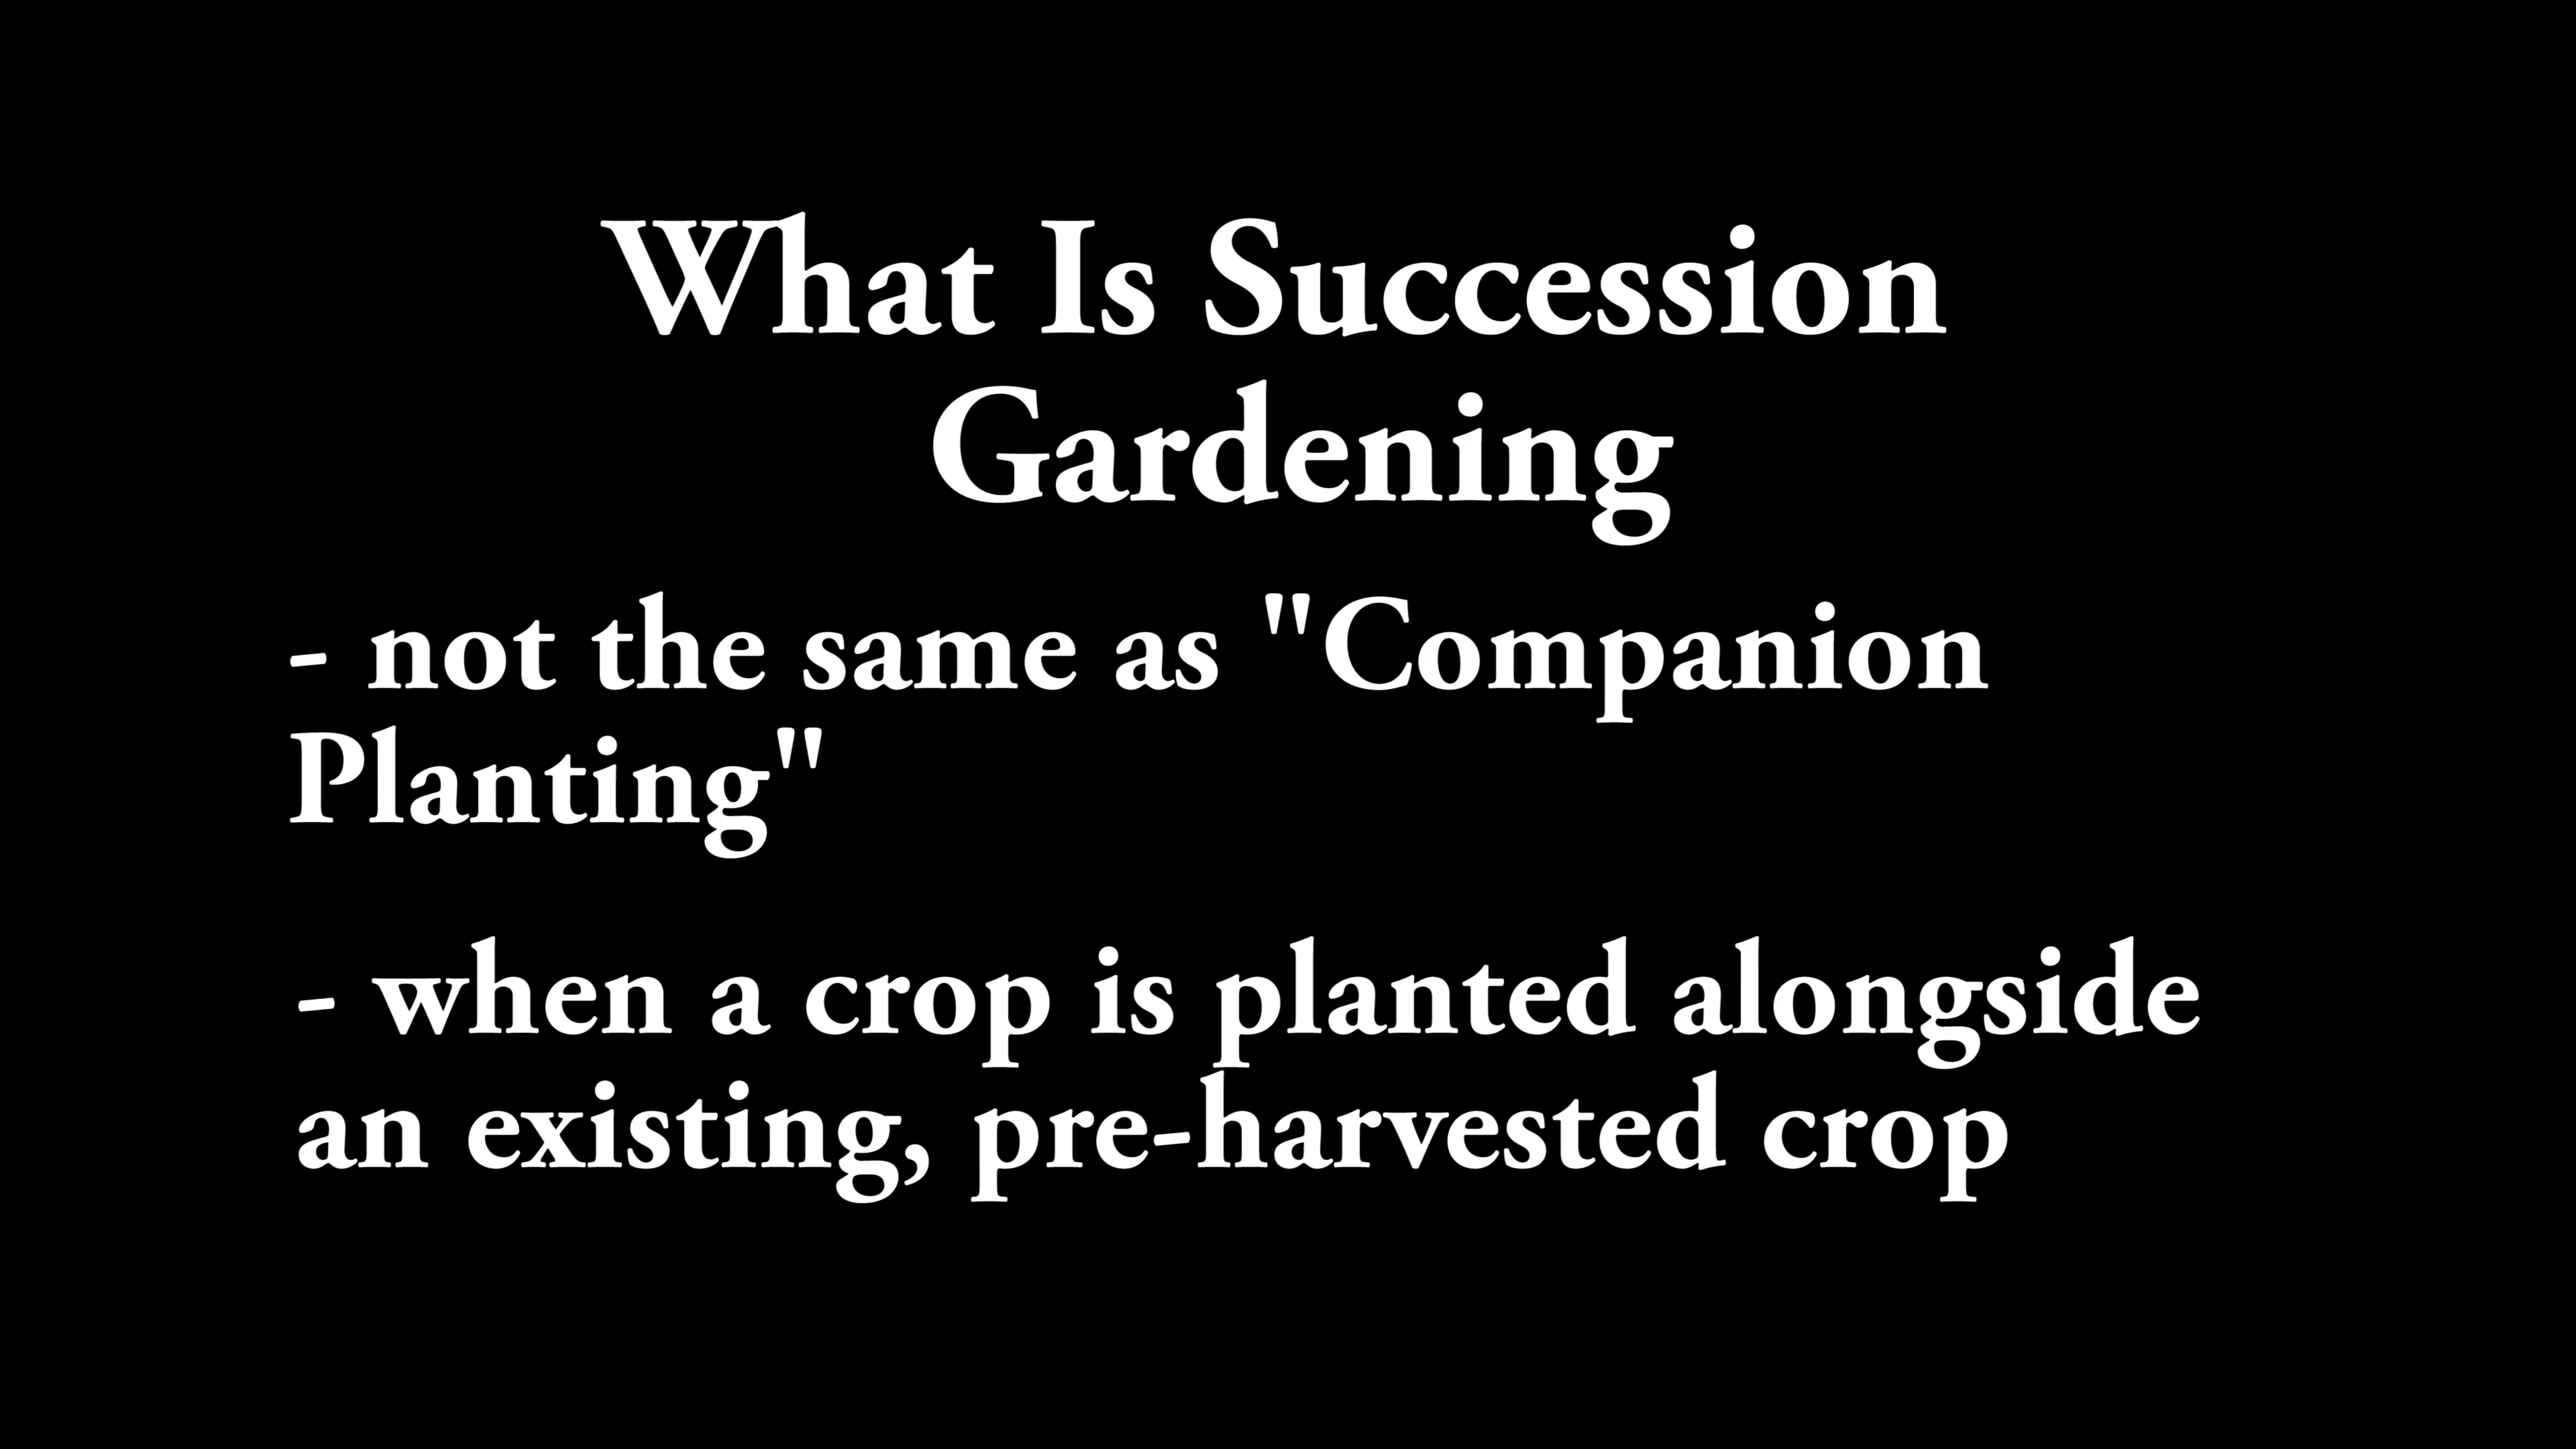 What Is Succession
Gardening
- not the same as "Companion
Planting"
- when a crop is planted alongside
an existing, pre-harvested crop